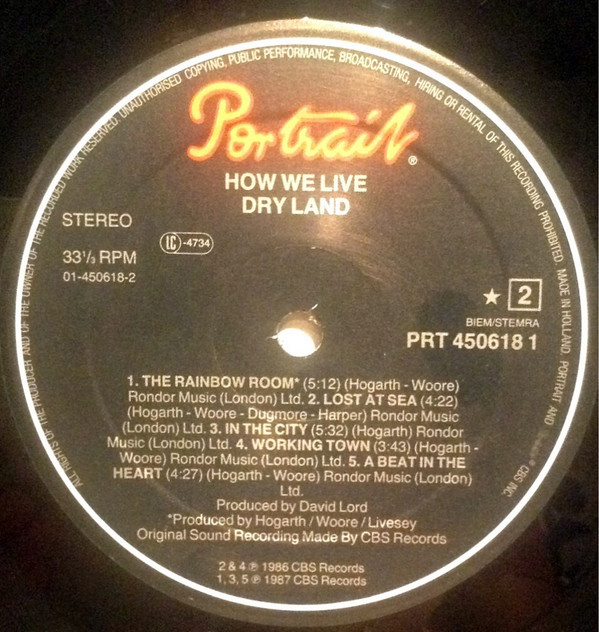 ALL RIGHTS OF THE PRODUCER AND OF THE OWNER OF THE RECORDED WORK RESERVED. UNAUTHORISED COPYING, PUBLIC PERFORMANCE, BROADCASTING, HIRING OR RENTAL OF THIS RECORDING PROHIBITED. MADE IN HOLLAND. PORTRAIT AND CBS INC.
Portrait®
HOW WE LIVE
DRY LAND
STEREO
LC -4734
33⅓ RPM
01-450618-2
★ 2
BIEM/STEMRA
PRT 450618 1
1. THE RAINBOW ROOM* (5:12) (Hogarth - Woore)
Rondor Music (London) Ltd. 2. LOST AT SEA (4:22)
(Hogarth - Woore - Dugmore - Harper) Rondor Music
(London) Ltd. 3. IN THE CITY (5:32) (Hogarth) Rondor
Music (London) Ltd. 4. WORKING TOWN (3:43) (Hogarth -
Woore) Rondor Music (London) Ltd. 5. A BEAT IN THE
HEART (4:27) (Hogarth - Woore) Rondor Music (London)
Ltd.
Produced by David Lord
*Produced by Hogarth / Woore / Livesey
Original Sound Recording Made By CBS Records
2 & 4 ℗ 1986 CBS Records
1, 3, 5 ℗ 1987 CBS Records